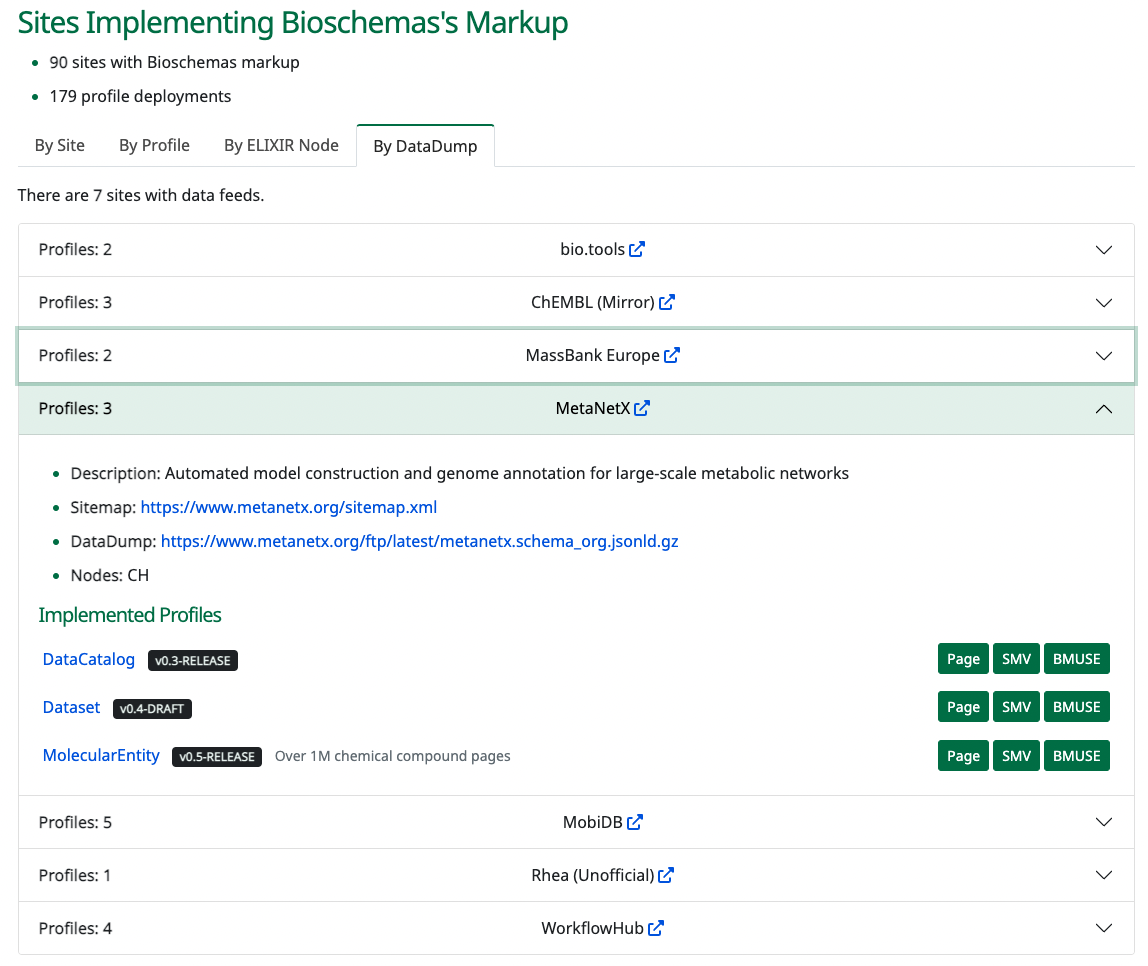 Sites Implementing Bioschemas's Markup
90 sites with Bioschemas markup
179 profile deployments
By Site By Profile By ELIXIR Node By DataDump
There are 7 sites with data feeds.
Profiles: 2 bio.tools
Profiles: 3 ChEMBL (Mirror)
Profiles: 2 MassBank Europe
Profiles: 3 MetaNetX
Description: Automated model construction and genome annotation for large-scale metabolic networks
Sitemap: https://www.metanetx.org/sitemap.xml
DataDump: https://www.metanetx.org/ftp/latest/metanetx.schema_org.jsonld.gz
Nodes: CH
Implemented Profiles
DataCatalog v0.3-RELEASE Page SMV BMUSE
Dataset v0.4-DRAFT Page SMV BMUSE
MolecularEntity v0.5-RELEASE Over 1M chemical compound pages Page SMV BMUSE
Profiles: 5 MobiDB
Profiles: 1 Rhea (Unofficial)
Profiles: 4 WorkflowHub